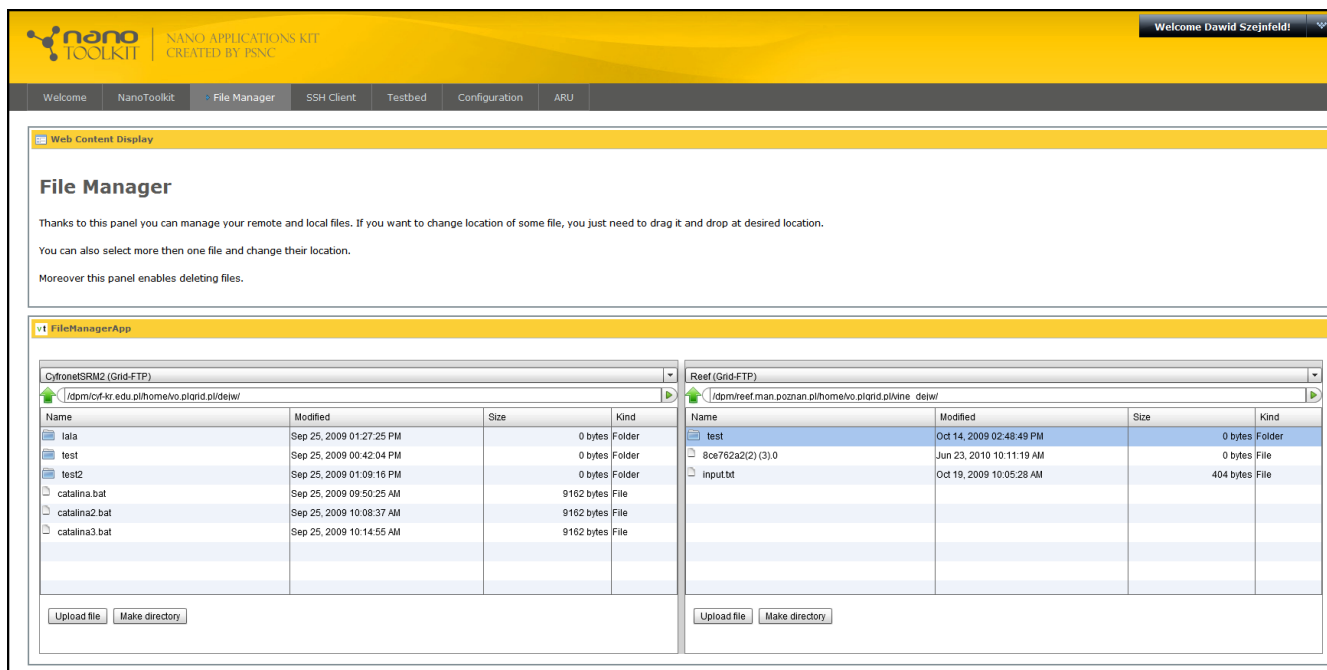 Welcome Dawid Szejnfeld!
nano TOOLKIT
NANO APPLICATIONS KIT
CREATED BY PSNC
Welcome NanoToolkit File Manager SSH Client Testbed Configuration ARU
Web Content Display
File Manager
Thanks to this panel you can manage your remote and local files. If you want to change location of some file, you just need to drag it and drop at desired location.
You can also select more then one file and change their location.
Moreover this panel enables deleting files.
vt FileManagerApp
CyfronetSRM2 (Grid-FTP)
/dpm/cyf-kr.edu.pl/home/vo.plgrid.pl/dejw/
Name Modified Size Kind
lala Sep 25, 2009 01:27:25 PM 0 bytes Folder
test Sep 25, 2009 00:42:04 PM 0 bytes Folder
test2 Sep 25, 2009 01:09:16 PM 0 bytes Folder
catalina.bat Sep 25, 2009 09:50:25 AM 9162 bytes File
catalina2.bat Sep 25, 2009 10:08:37 AM 9162 bytes File
catalina3.bat Sep 25, 2009 10:14:55 AM 9162 bytes File
Upload file Make directory
Reef (Grid-FTP)
/dpm/reef.man.poznan.pl/home/vo.plgrid.pl/vine_dejw/
Name Modified Size Kind
test Oct 14, 2009 02:48:49 PM 0 bytes Folder
8ce762a2(2) (3).0 Jun 23, 2010 10:11:19 AM 0 bytes File
input.txt Oct 19, 2009 10:05:28 AM 404 bytes File
Upload file Make directory